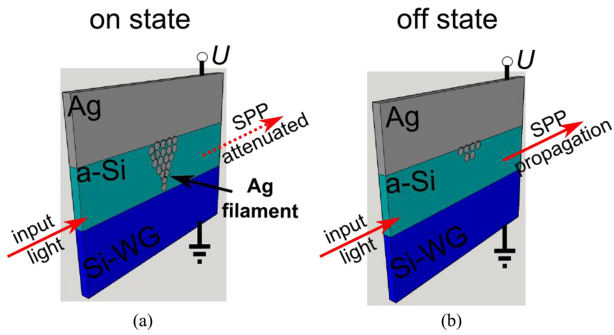 on state
off state
U
Ag
SPP
attenuated
a-Si
Ag
filament
input
light
Si-WG
(a)
U
Ag
SPP
propagation
a-Si
input
light
Si-WG
(b)